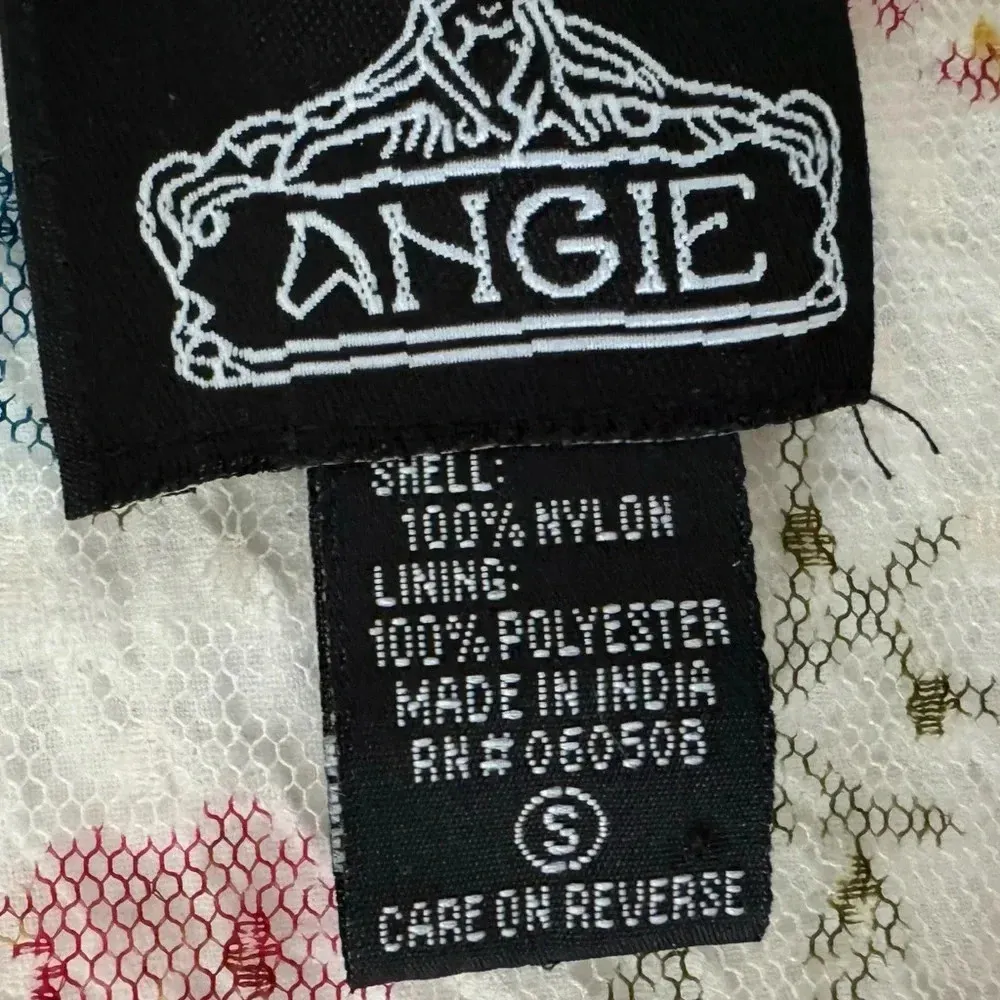 ANGIE
SHELL:
100% NYLON
LINING:
100% POLYESTER
MADE IN INDIA
RN# 060508
S
CARE ON REVERSE